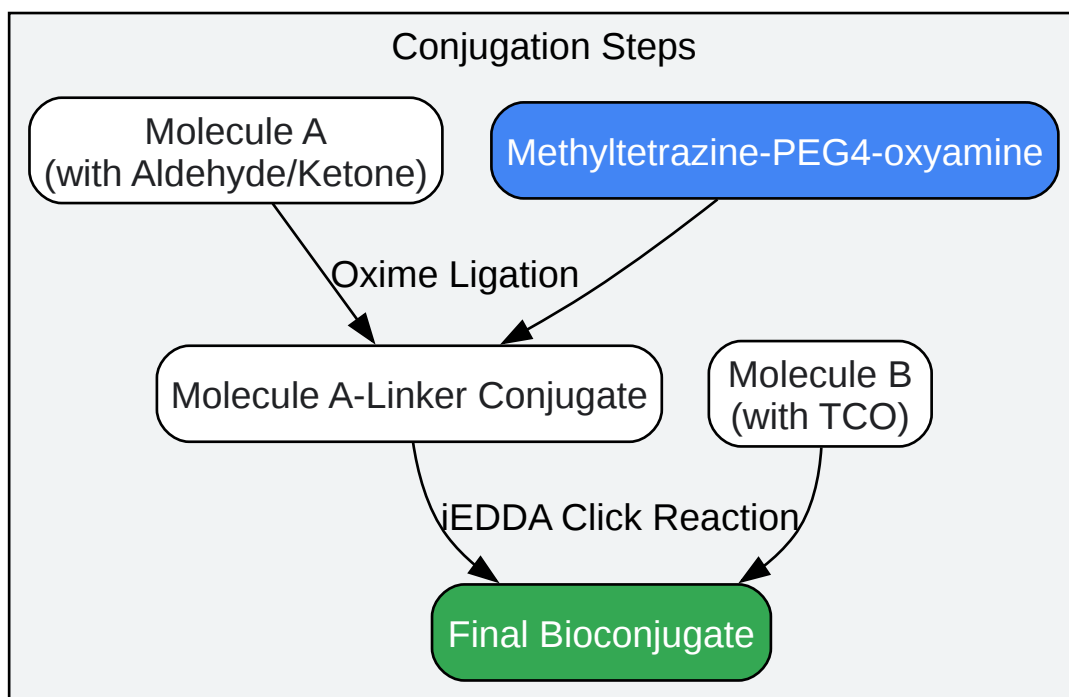 Conjugation Steps
Molecule A
(with Aldehyde/Ketone)
Methyltetrazine-PEG4-oxyamine
Oxime Ligation
Molecule A-Linker Conjugate
Molecule B
(with TCO)
iEDDA Click Reaction
Final Bioconjugate